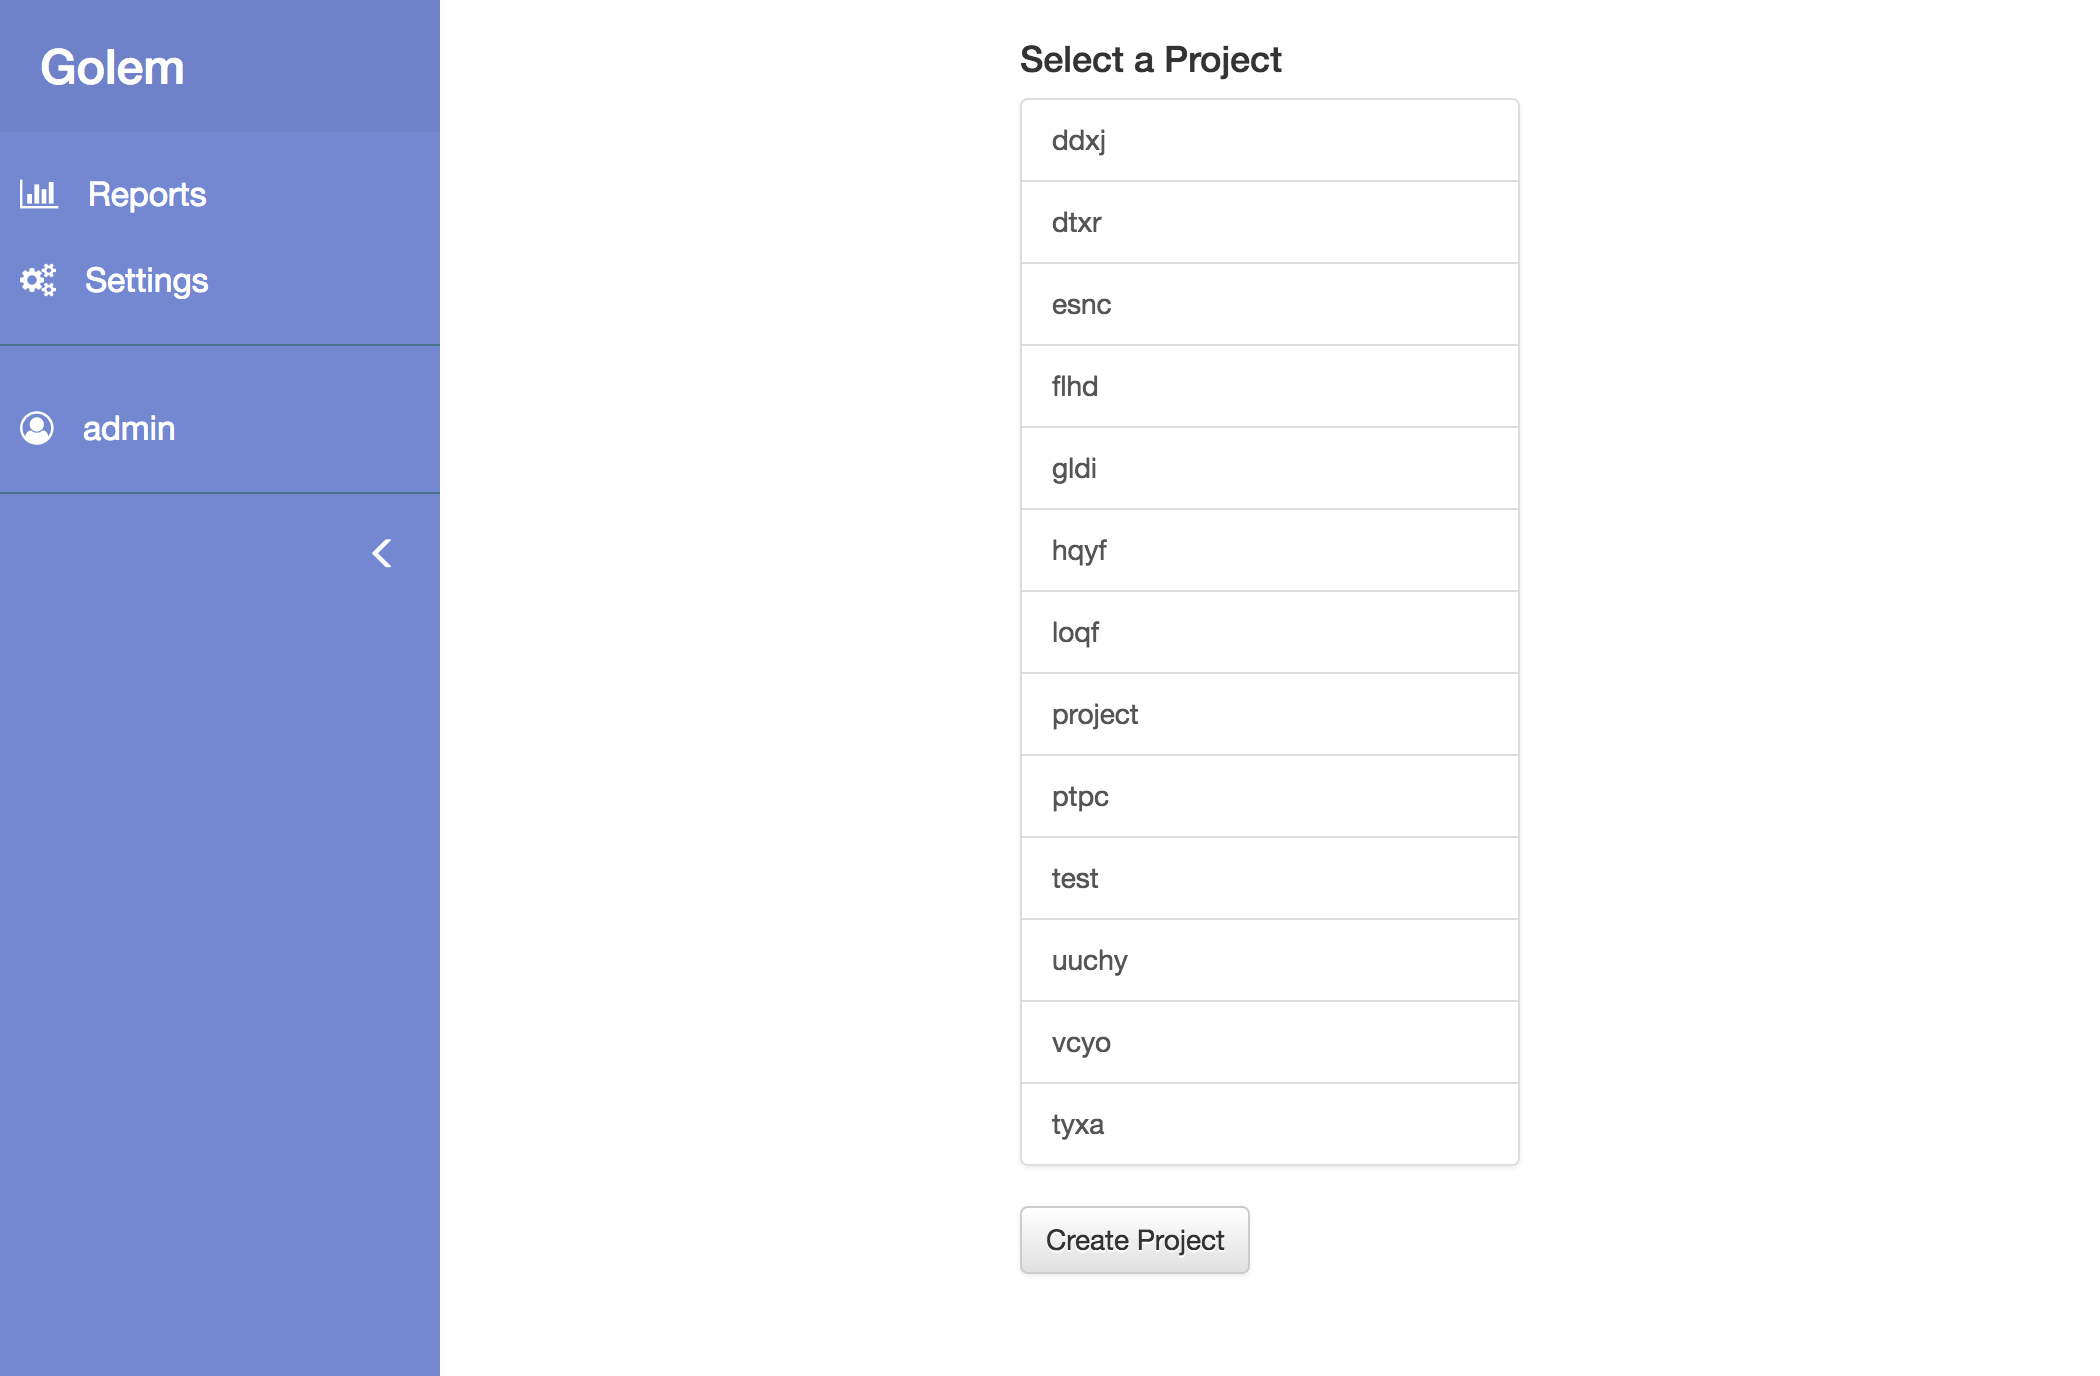 Golem
Reports
Settings
admin
Select a Project
ddxj
dtxr
esnc
flhd
gldi
hqyf
loqf
project
ptpc
test
uuchy
vcyo
tyxa
Create Project